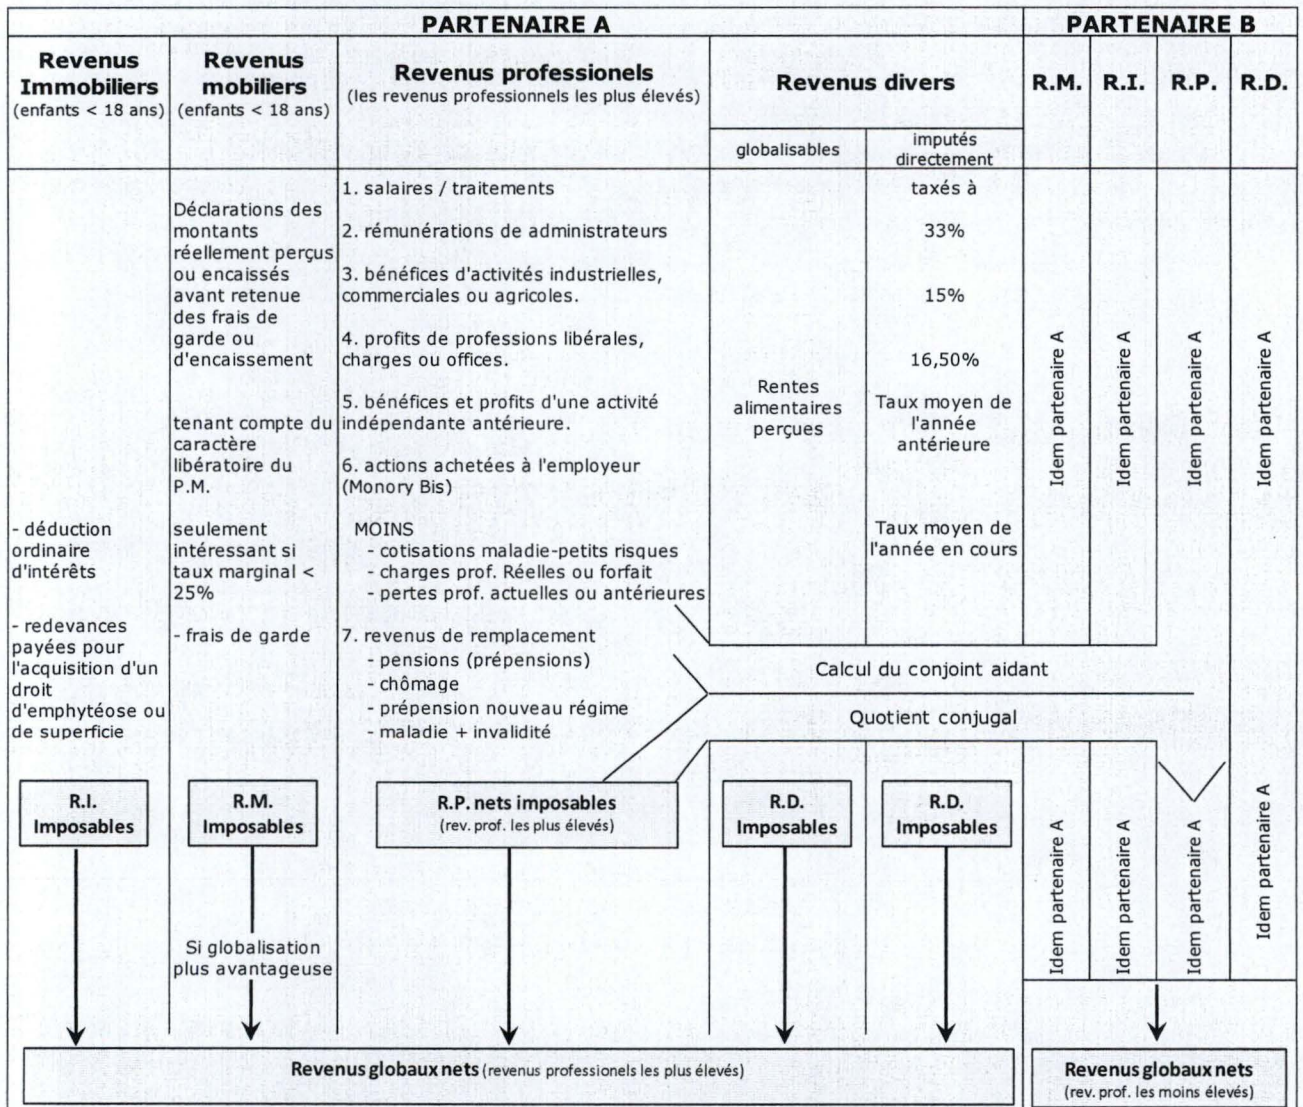 PARTENAIRE A
PARTENAIRE B
Revenus
Immobiliers
(enfants < 18 ans)
Revenus
mobiliers
(enfants < 18 ans)
Revenus professionels
(les revenus professionnels les plus élevés)
Revenus divers
globalisables
imputés
directement
R.M.
R.I.
R.P.
R.D.
- déduction
ordinaire
d'intérêts
- redevances
payées pour
l'acquisition d'un
droit
d'emphytéose ou
de superficie
Déclarations des
montants
réellement perçus
ou encaissés
avant retenue
des frais de
garde ou
d'encaissement
tenant compte du
caractère
libératoire du
P.M.
seulement
intéressant si
taux marginal <
25%
- frais de garde
1. salaires / traitements
2. rémunérations de administrateurs
3. bénéfices d'activités industrielles,
commerciales ou agricoles.
4. profits de professions libérales,
charges ou offices.
5. bénéfices et profits d'une activité
indépendante antérieure.
6. actions achetées à l'employeur
(Monory Bis)
MOINS
- cotisations maladie-petits risques
- charges prof. Réelles ou forfait
- pertes prof. actuelles ou antérieures
7. revenus de remplacement
- pensions (prépensions)
- chômage
- prépension nouveau régime
- maladie + invalidité
Rentes
alimentaires
perçues
taxés à
33%
15%
16,50%
Taux moyen de
l'année
antérieure
Taux moyen de
l'année en cours
Idem partenaire A
Idem partenaire A
Idem partenaire A
Idem partenaire A
Calcul du conjoint aidant
Quotient conjugal
R.I.
Imposables
R.M.
Imposables
R.P. nets imposables
(rev. prof. les plus élevés)
R.D.
Imposables
R.D.
Imposables
Idem partenaire A
Idem partenaire A
Idem partenaire A
Idem partenaire A
Si globalisation
plus avantageuse
Revenus globaux nets (revenus professionels les plus élevés)
Revenus globaux nets
(rev. prof. les moins élevés)